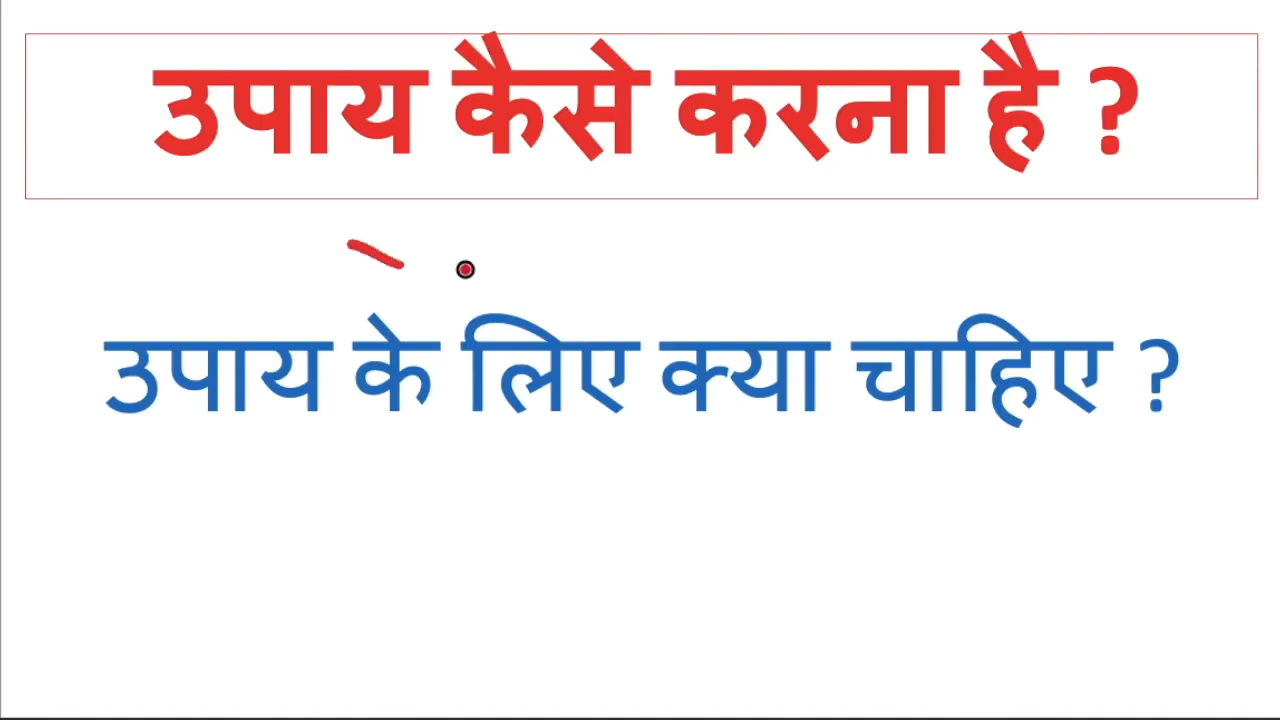 उपाय कैसे करना है ?
उपाय के लिए क्या चाहिए ?